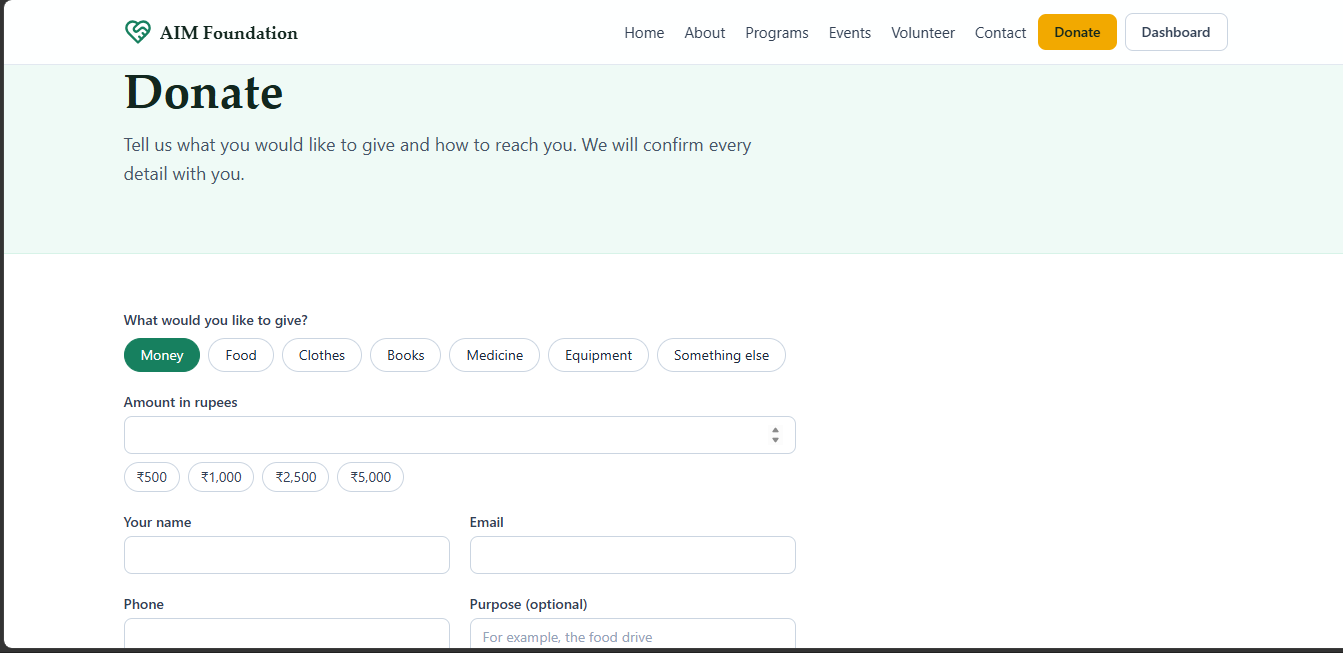 AIM Foundation
Home About Programs Events Volunteer Contact Donate Dashboard
Donate
Tell us what you would like to give and how to reach you. We will confirm every
detail with you.
What would you like to give?
Money Food Clothes Books Medicine Equipment Something else
Amount in rupees
₹500 ₹1,000 ₹2,500 ₹5,000
Your name Email
Phone Purpose (optional)
For example, the food drive